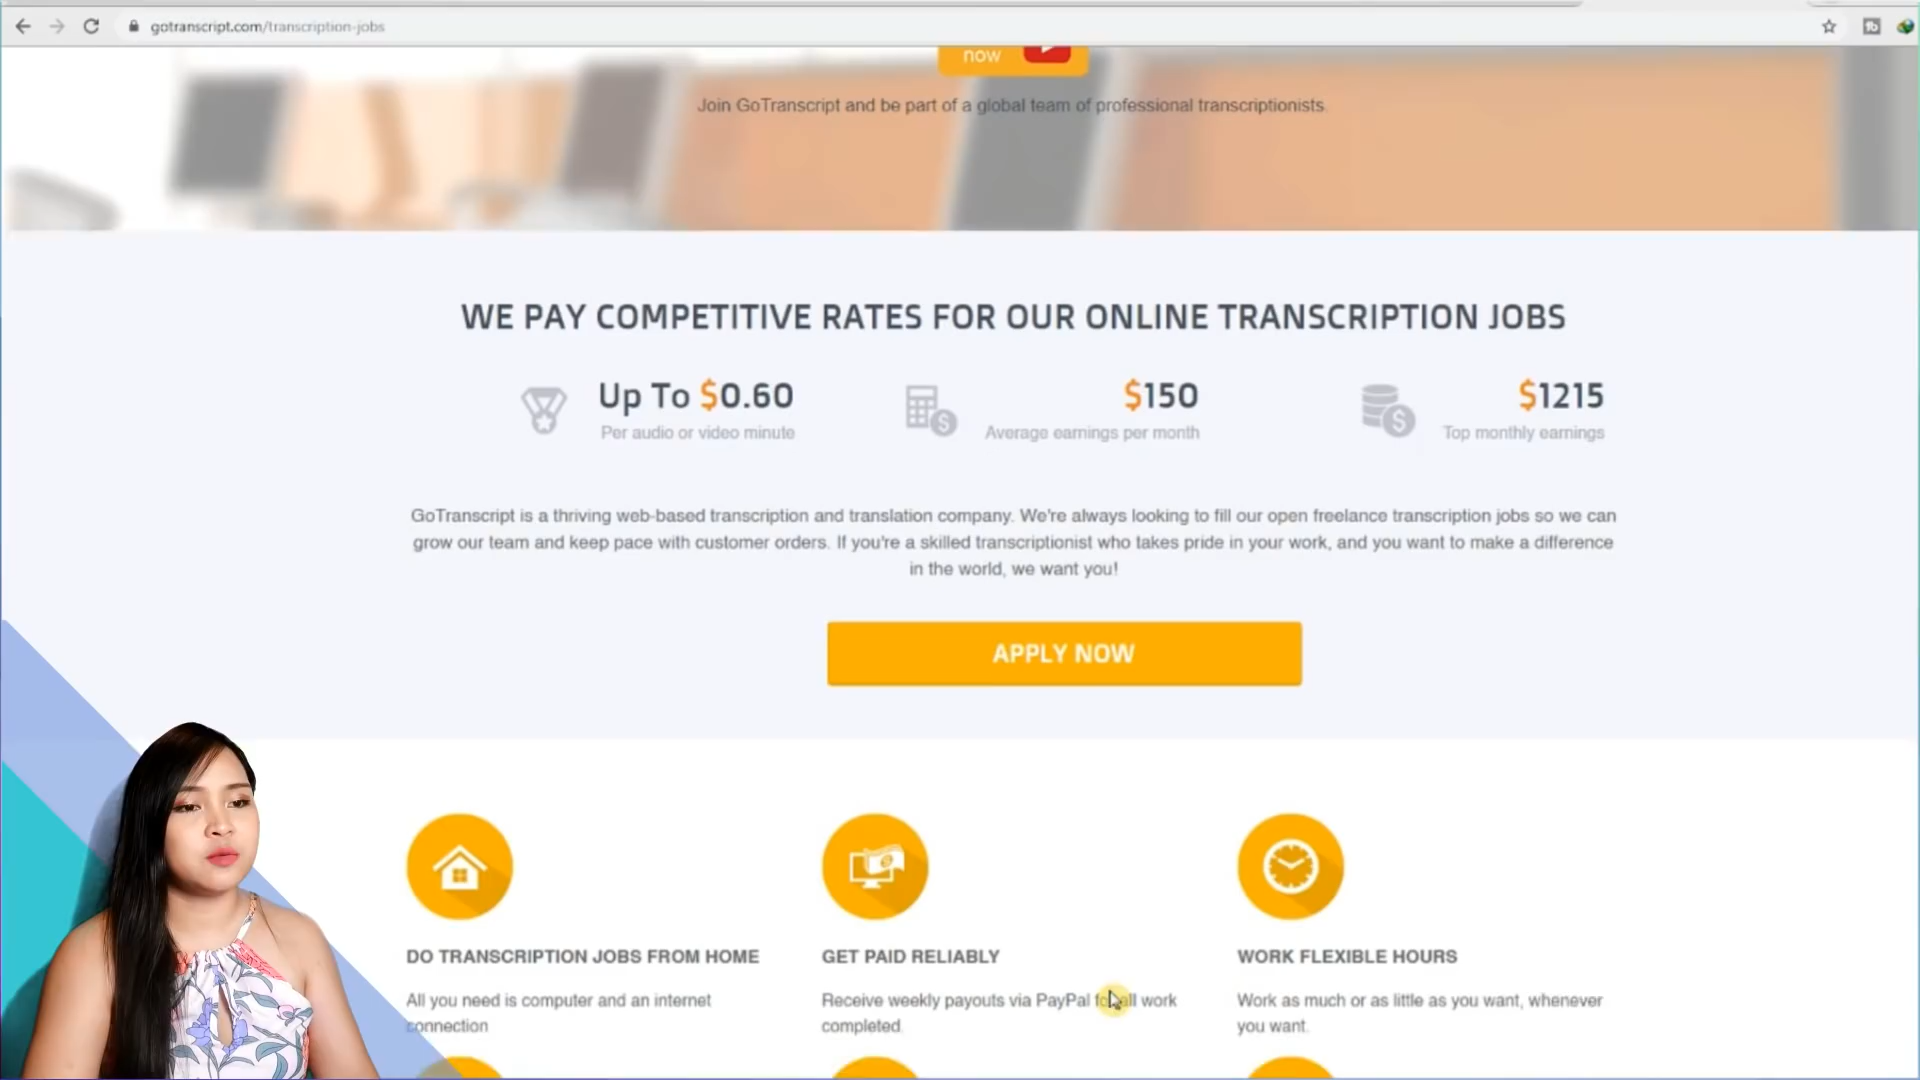 gotranscript.com/transcription-jobs
now
Join GoTranscript and be part of a global team of professional transcriptionists.
WE PAY COMPETITIVE RATES FOR OUR ONLINE TRANSCRIPTION JOBS
Up To $0.60
Per audio or video minute
$150
Average earnings per month
$1215
Top monthly earnings
GoTranscript is a thriving web-based transcription and translation company. We're always looking to fill our open freelance transcription jobs so we can
grow our team and keep pace with customer orders. If you're a skilled transcriptionist who takes pride in your work, and you want to make a difference
in the world, we want you!
APPLY NOW
DO TRANSCRIPTION JOBS FROM HOME
All you need is computer and an internet
connection
GET PAID RELIABLY
Receive weekly payouts via PayPal for all work
completed.
WORK FLEXIBLE HOURS
Work as much or as little as you want, whenever
you want.